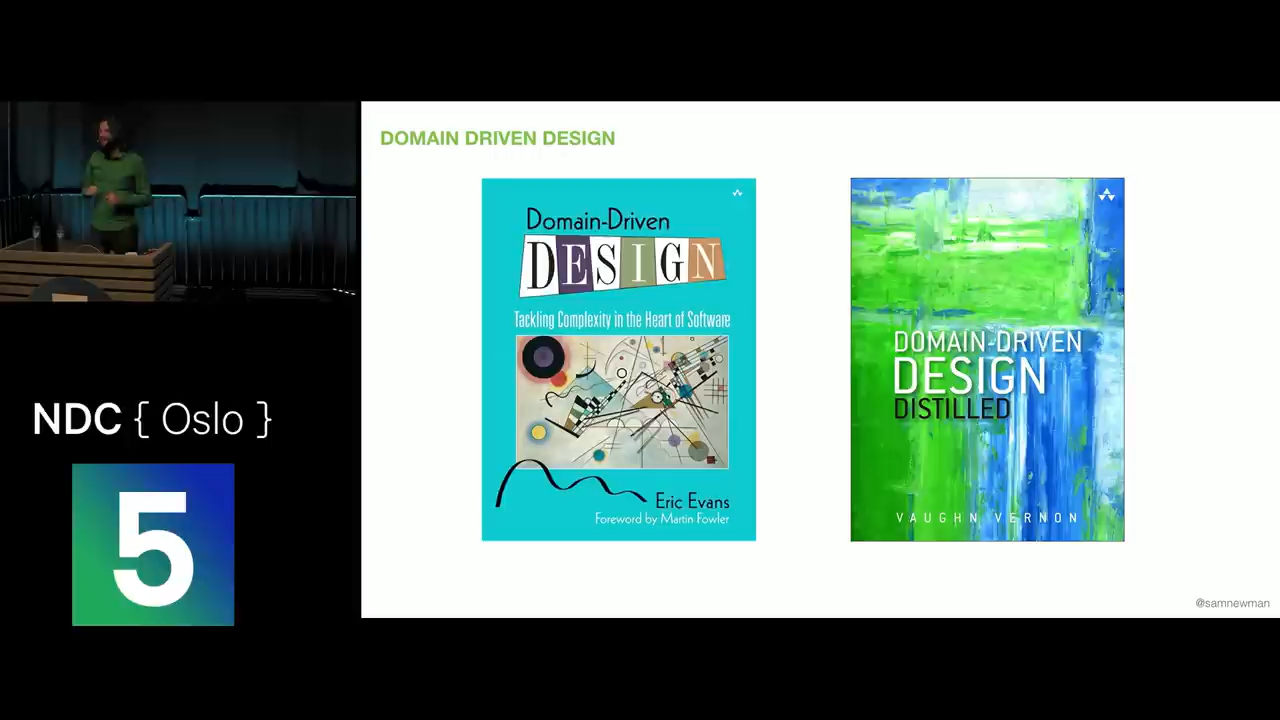 DOMAIN DRIVEN DESIGN
Domain-Driven
DESIGN
Tackling Complexity in the Heart of Software
Eric Evans
Foreword by Martin Fowler
DOMAIN-DRIVEN
DESIGN
DISTILLED
VAUGHN VERNON
@samnewman
NDC { Oslo }
5